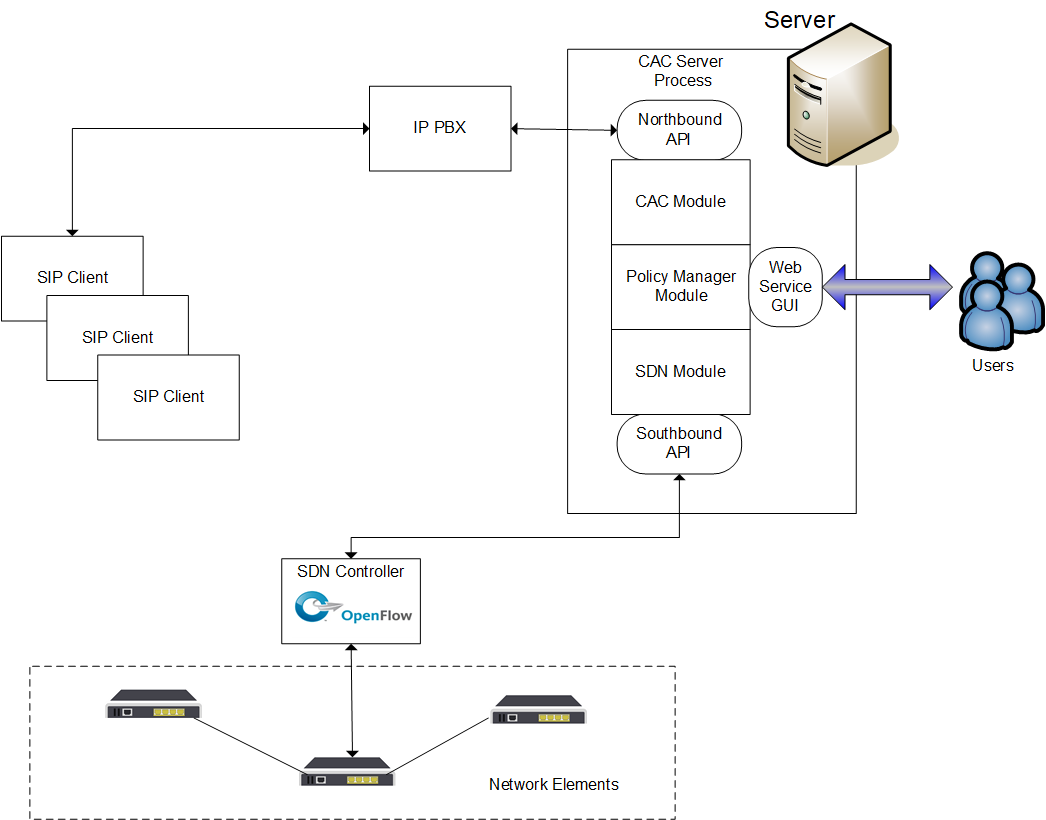 Server
CAC Server
Process
Northbound
API
IP PBX
CAC Module
Policy Manager
Module
Web
Service
GUI
SDN Module
Southbound
API
Users
SIP Client
SIP Client
SIP Client
SDN Controller
OpenFlow
Network Elements